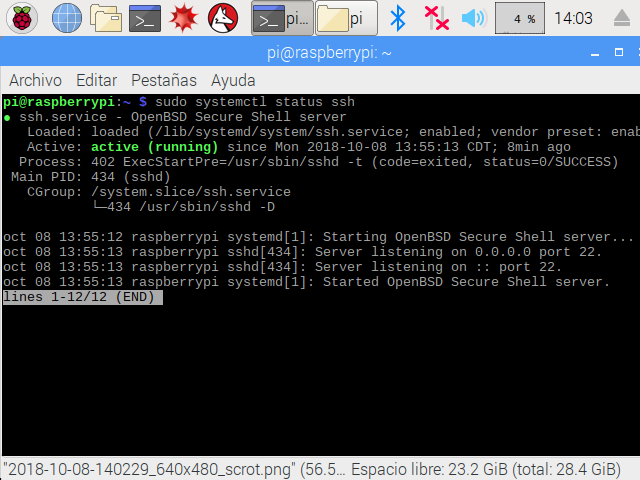 pi...
pi
4 %
14:03
pi@raspberrypi: ~
Archivo Editar Pestañas Ayuda
pi@raspberrypi:~ $ sudo systemctl status ssh
● ssh.service - OpenBSD Secure Shell server
Loaded: loaded (/lib/systemd/system/ssh.service; enabled; vendor preset: ena
Active: active (running) since Mon 2018-10-08 13:55:13 CDT; 8min ago
Process: 402 ExecStartPre=/usr/sbin/sshd -t (code=exited, status=0/SUCCESS)
Main PID: 434 (sshd)
CGroup: /system.slice/ssh.service
└─434 /usr/sbin/sshd -D
oct 08 13:55:12 raspberrypi systemd[1]: Starting OpenBSD Secure Shell server...
oct 08 13:55:13 raspberrypi sshd[434]: Server listening on 0.0.0.0 port 22.
oct 08 13:55:13 raspberrypi sshd[434]: Server listening on :: port 22.
oct 08 13:55:13 raspberrypi systemd[1]: Started OpenBSD Secure Shell server.
lines 1-12/12 (END)
"2018-10-08-140229_640x480_scrot.png" (56.5... Espacio libre: 23.2 GiB (total: 28.4 GiB)